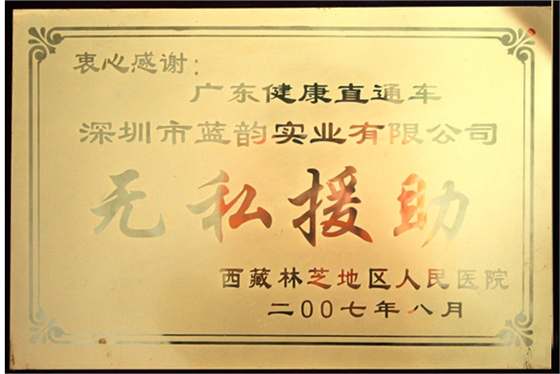 衷心感谢：
广东健康直通车
深圳市蓝韵实业有限公司
无私援助
西藏林芝地区人民医院
二00七年八月